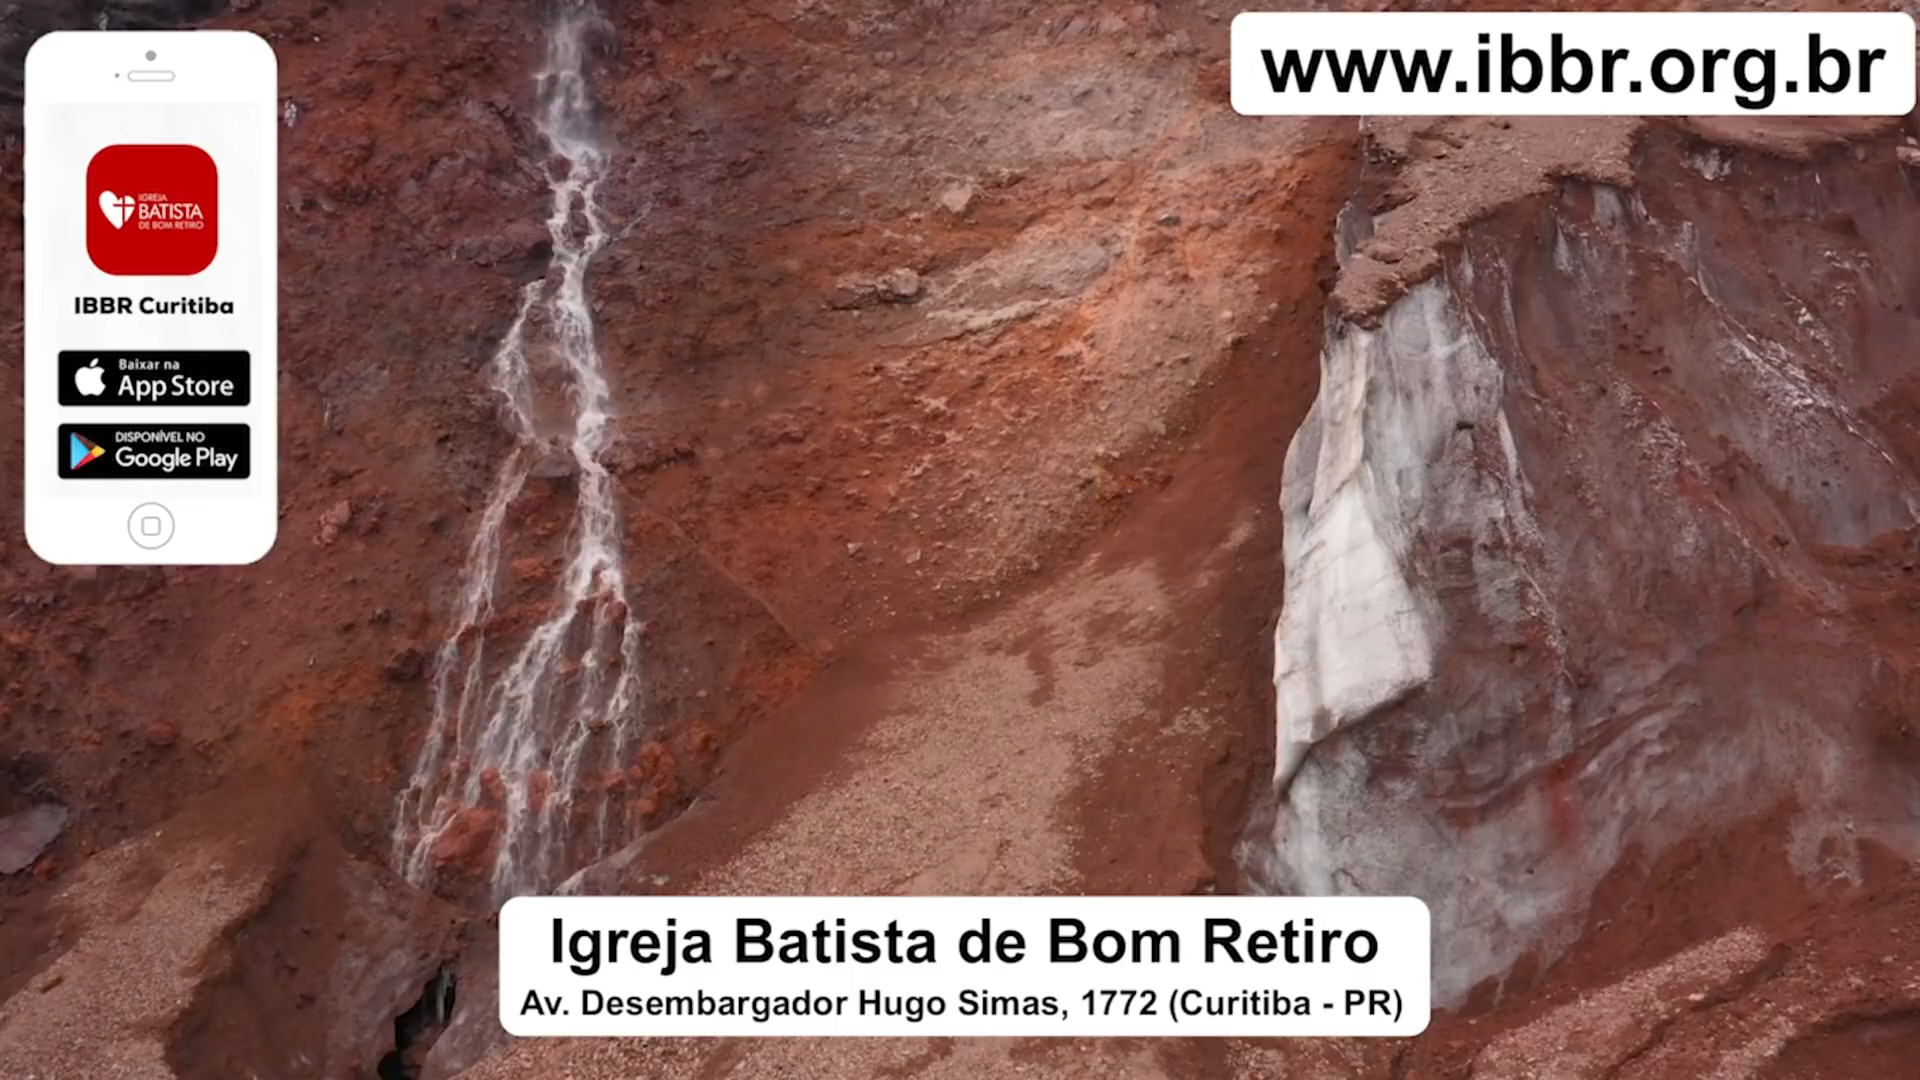 www.ibbr.org.br
IGREJA
BATISTA
DE BOM RETIRO
IBBR Curitiba
Baixar na
App Store
DISPONÍVEL NO
Google Play
Igreja Batista de Bom Retiro
Av. Desembargador Hugo Simas, 1772 (Curitiba - PR)